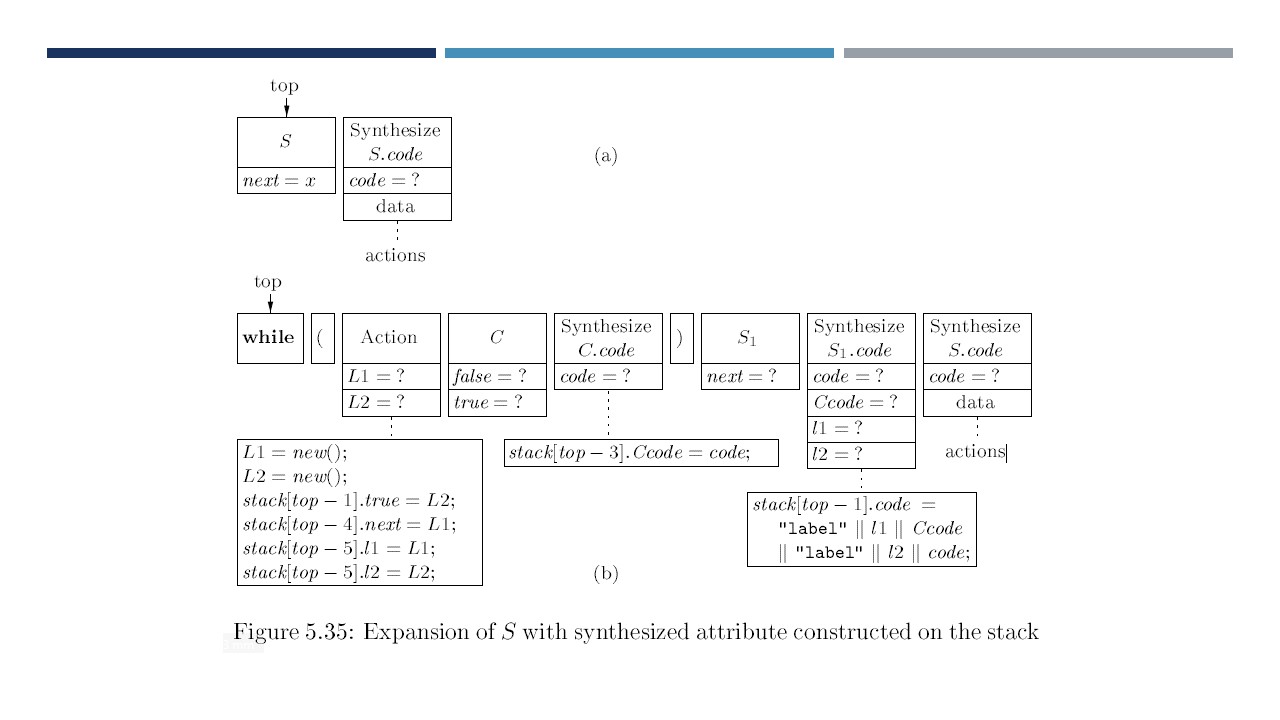 top
S
Synthesize
S.code
(a)
next = x
code = ?
data
actions
top
while
(
Action
C
Synthesize
C.code
)
S₁
Synthesize
S₁.code
Synthesize
S.code
L1 = ?
false = ?
code = ?
next = ?
code = ?
code = ?
L2 = ?
true = ?
Ccode = ?
data
l1 = ?
l2 = ?
actions
L1 = new();
L2 = new();
stack[top − 1].true = L2;
stack[top − 4].next = L1;
stack[top − 5].l1 = L1;
stack[top − 5].l2 = L2;
stack[top − 3].Ccode = code;
stack[top − 1].code =
"label" || l1 || Ccode
|| "label" || l2 || code;
(b)
Figure 5.35: Expansion of S with synthesized attribute constructed on the stack